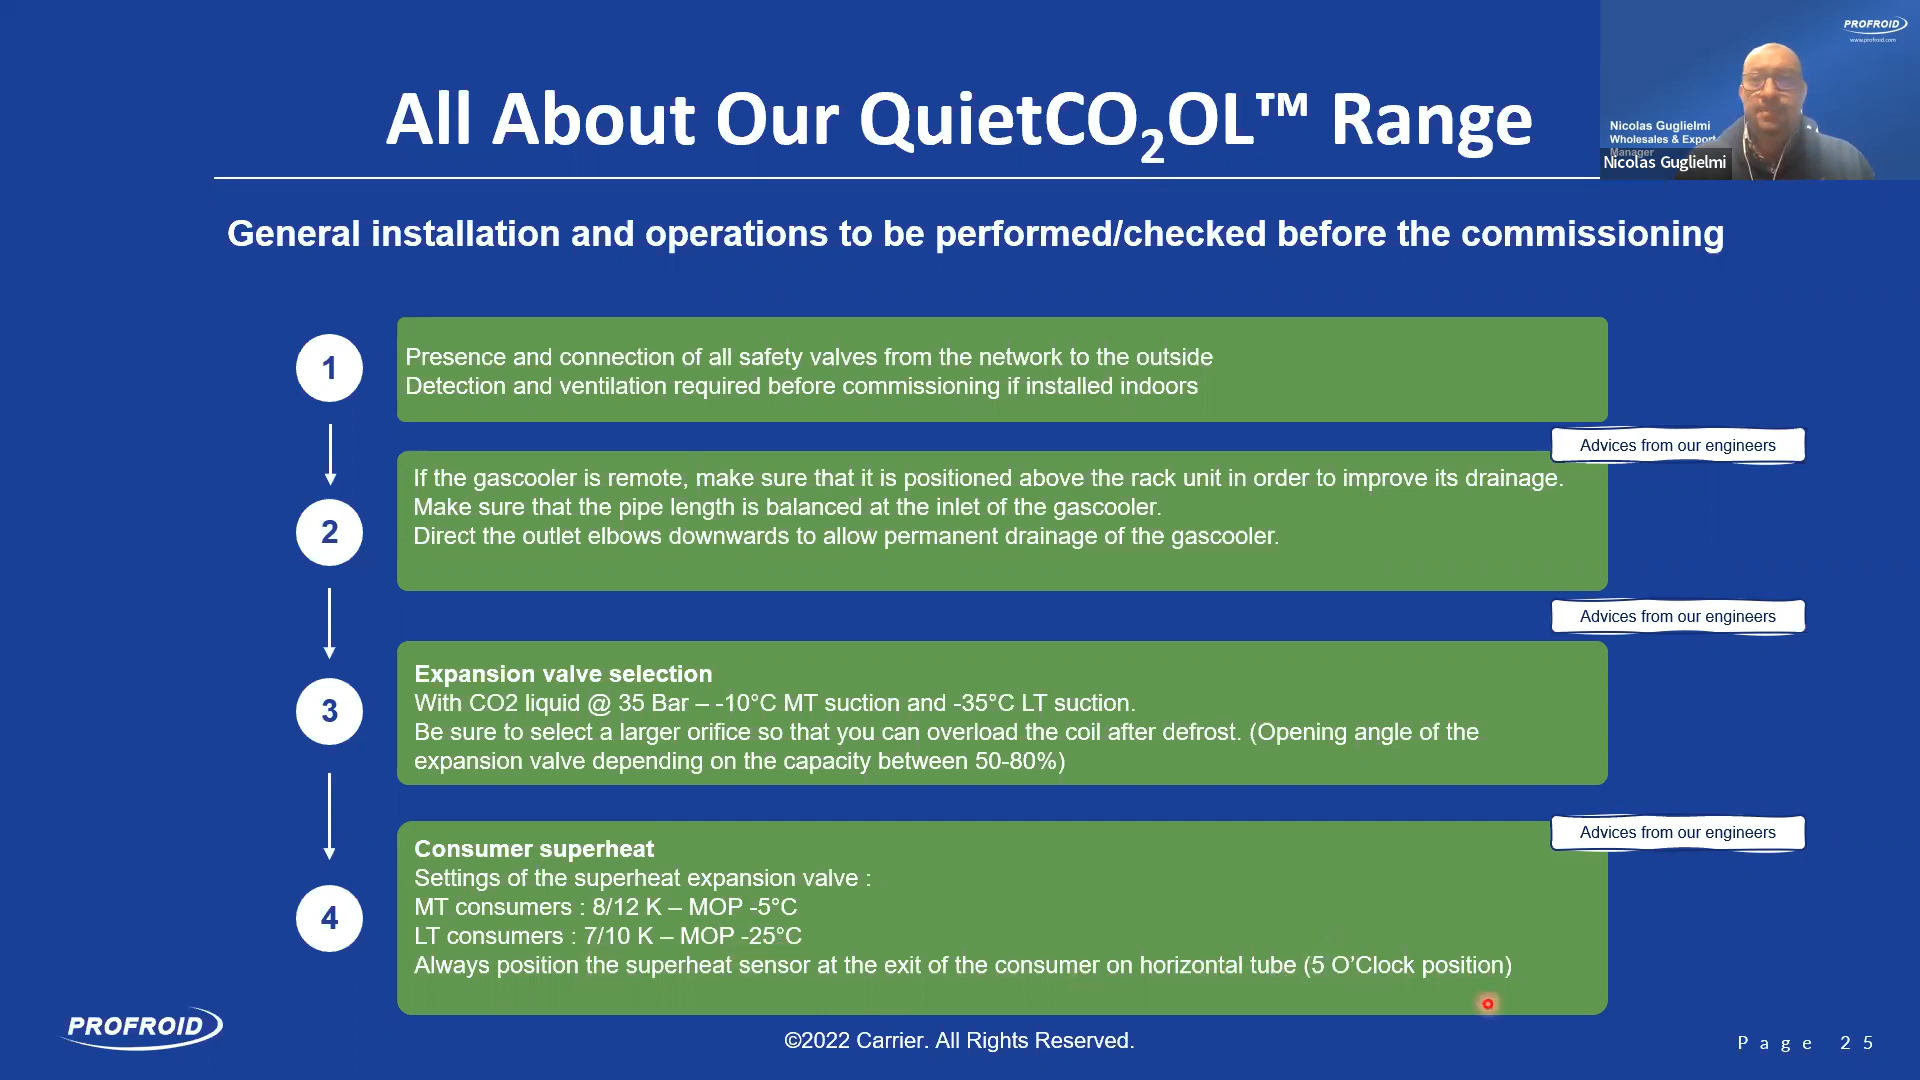 PROFROID
www.profroid.com
All About Our QuietCO₂OL™ Range
Nicolas Guglielmi
Wholesales & Export
Manager
Nicolas Guglielmi
General installation and operations to be performed/checked before the commissioning
1
Presence and connection of all safety valves from the network to the outside
Detection and ventilation required before commissioning if installed indoors
Advices from our engineers
2
If the gascooler is remote, make sure that it is positioned above the rack unit in order to improve its drainage.
Make sure that the pipe length is balanced at the inlet of the gascooler.
Direct the outlet elbows downwards to allow permanent drainage of the gascooler.
Advices from our engineers
3
Expansion valve selection
With CO2 liquid @ 35 Bar – -10°C MT suction and -35°C LT suction.
Be sure to select a larger orifice so that you can overload the coil after defrost. (Opening angle of the
expansion valve depending on the capacity between 50-80%)
Advices from our engineers
4
Consumer superheat
Settings of the superheat expansion valve :
MT consumers : 8/12 K – MOP -5°C
LT consumers : 7/10 K – MOP -25°C
Always position the superheat sensor at the exit of the consumer on horizontal tube (5 O’Clock position)
PROFROID
©2022 Carrier. All Rights Reserved.
Page 25